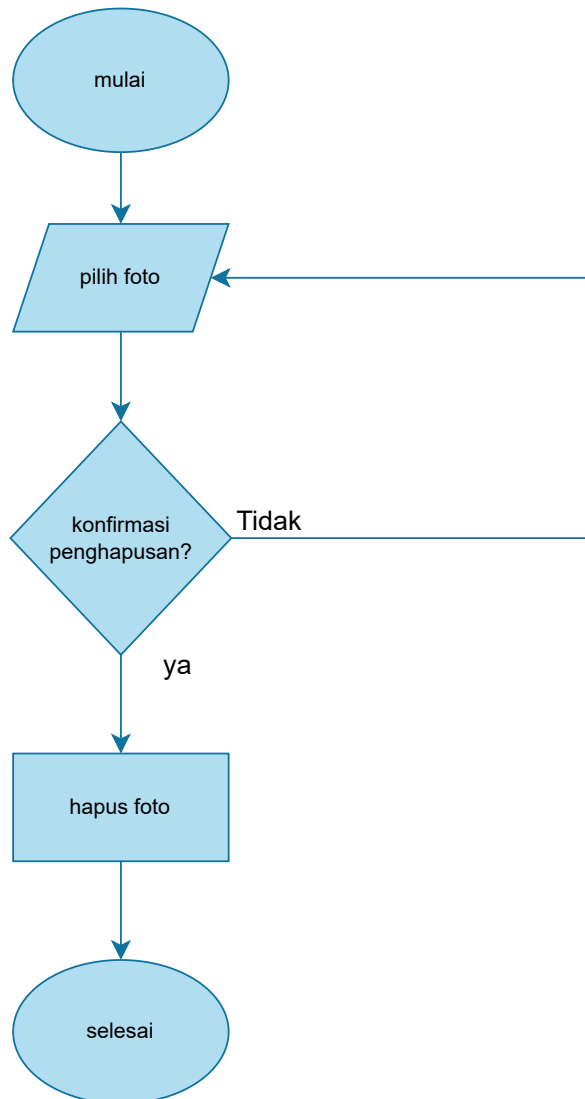 mulai
pilih foto
konfirmasi
penghapusan?
Tidak
ya
hapus foto
selesai